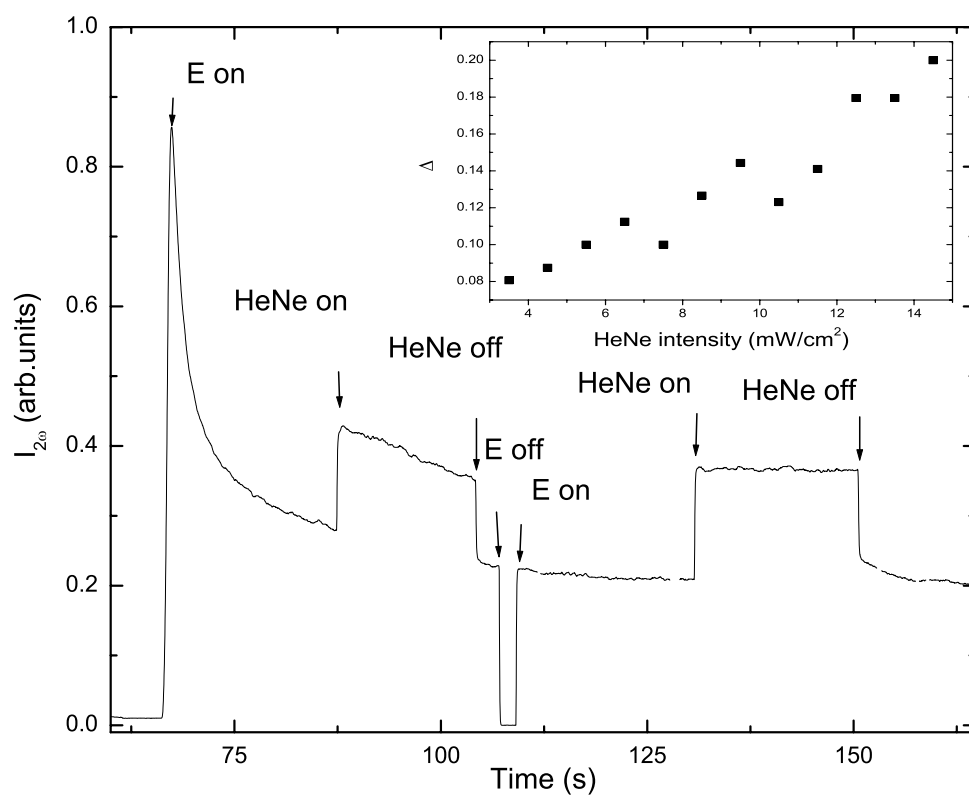 1.0
0.8
0.6
0.4
0.2
0.0
I2ω (arb.units)
75
100
125
150
Time (s)
E on
HeNe on
HeNe off
E off
E on
HeNe on
HeNe off
0.20
0.18
0.16
0.14
0.12
0.10
0.08
Δ
4
6
8
10
12
14
HeNe intensity (mW/cm²)